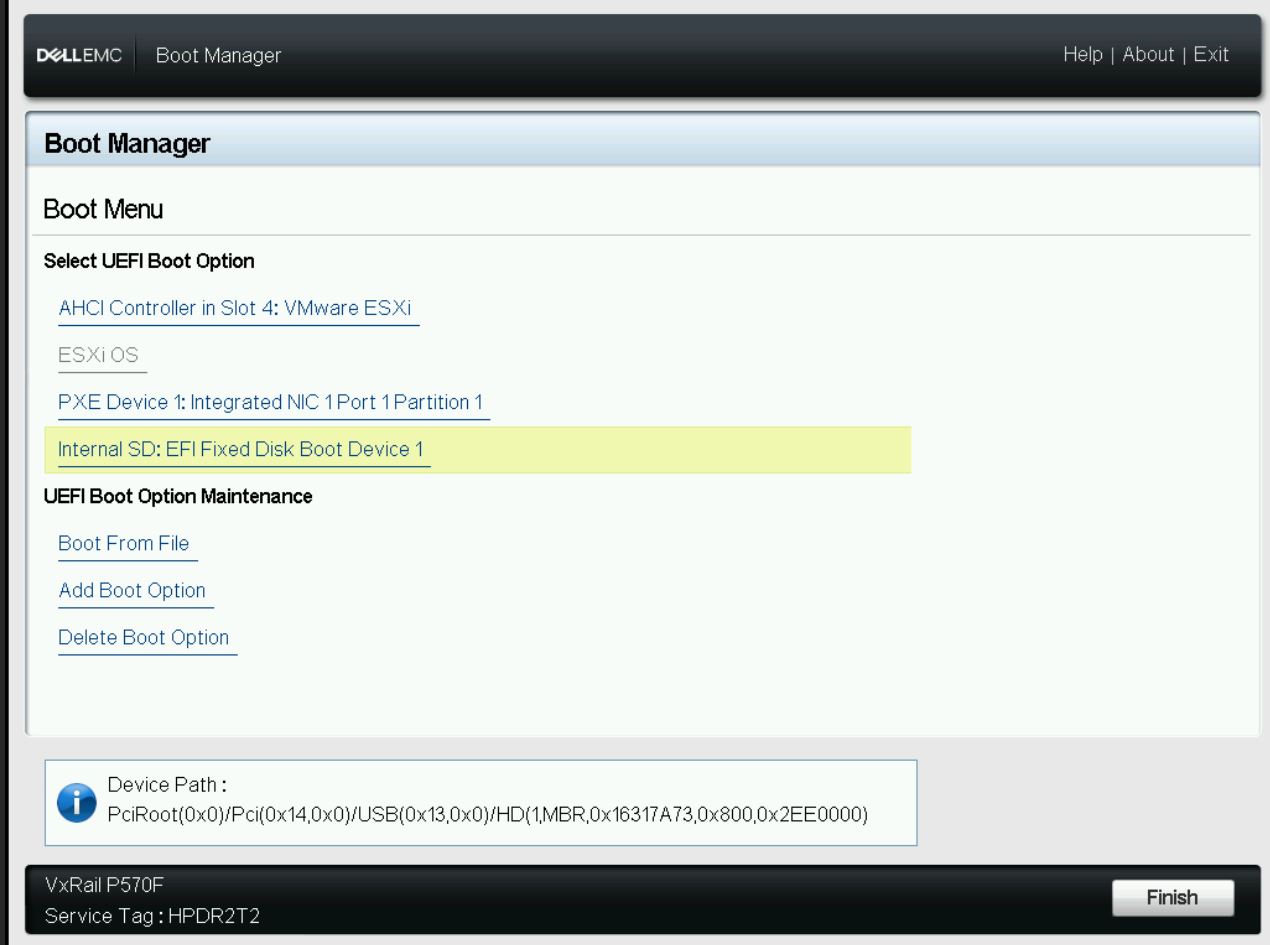 DELLEMC Boot Manager Help | About | Exit
Boot Manager
Boot Menu
Select UEFI Boot Option
AHCI Controller in Slot 4: VMware ESXi
ESXi OS
PXE Device 1: Integrated NIC 1 Port 1 Partition 1
Internal SD: EFI Fixed Disk Boot Device 1
UEFI Boot Option Maintenance
Boot From File
Add Boot Option
Delete Boot Option
Device Path :
PciRoot(0x0)/Pci(0x14,0x0)/USB(0x13,0x0)/HD(1,MBR,0x16317A73,0x800,0x2EE0000)
VxRail P570F
Service Tag : HPDR2T2
Finish